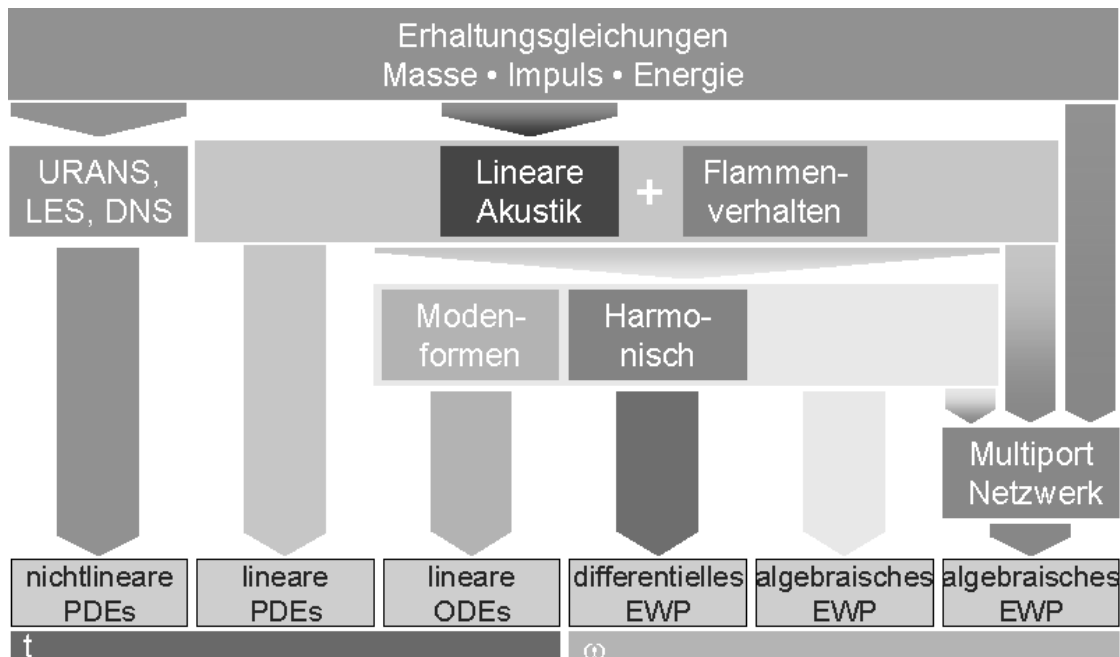 Erhaltungsgleichungen
Masse • Impuls • Energie
URANS,
LES, DNS
Lineare
Akustik
+
Flammen-
verhalten
Moden-
formen
Harmo-
nisch
Multiport
Netzwerk
nichtlineare
PDEs
lineare
PDEs
lineare
ODEs
differentielles
EWP
algebraisches
EWP
algebraisches
EWP
t
ω